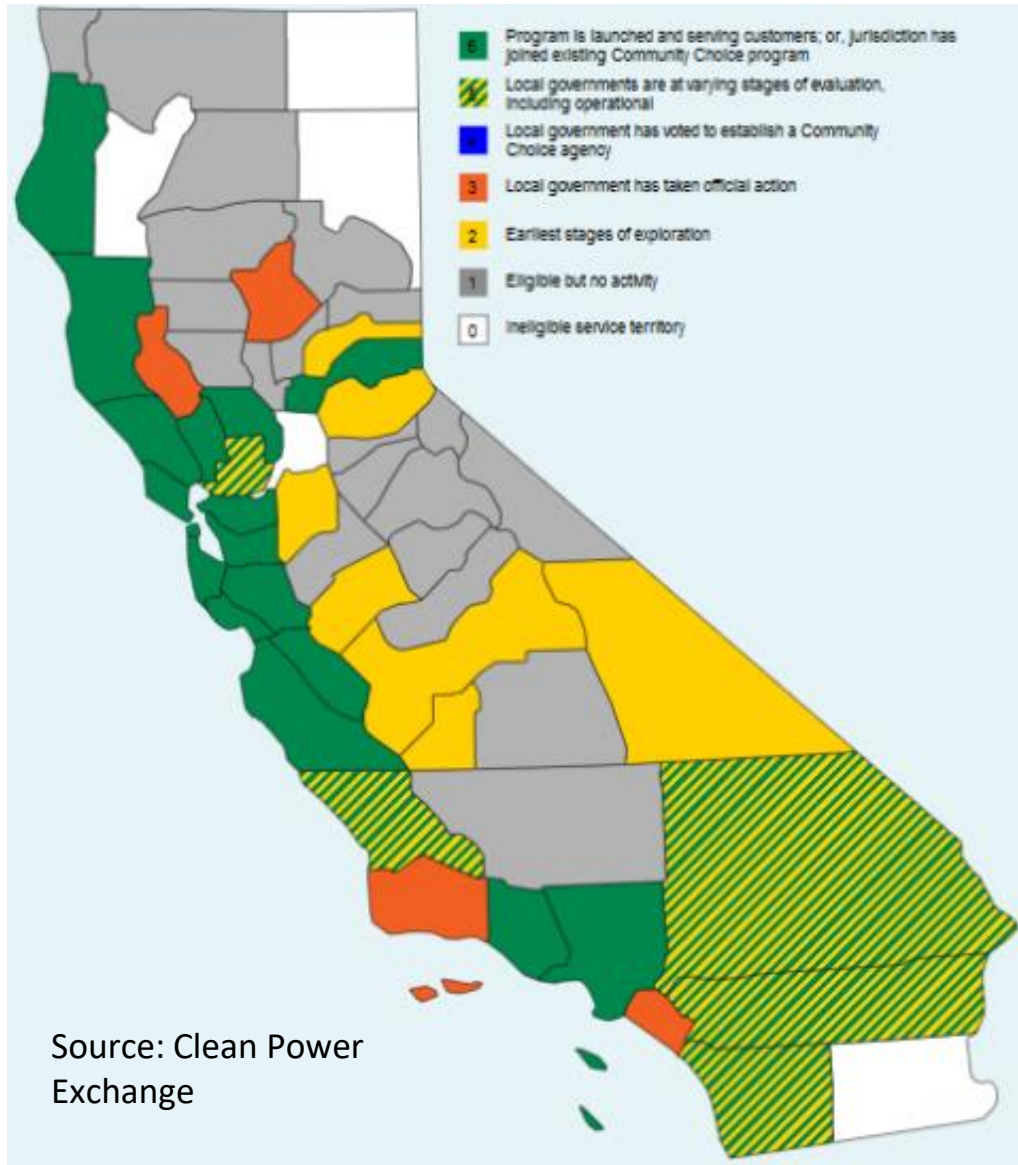 6 Program is launched and serving customers; or, jurisdiction has
joined existing Community Choice program
Local governments are at varying stages of evaluation,
including operational
Local government has voted to establish a Community
Choice agency
3 Local government has taken official action
2 Earliest stages of exploration
1 Eligible but no activity
0 Ineligible service territory
Source: Clean Power
Exchange